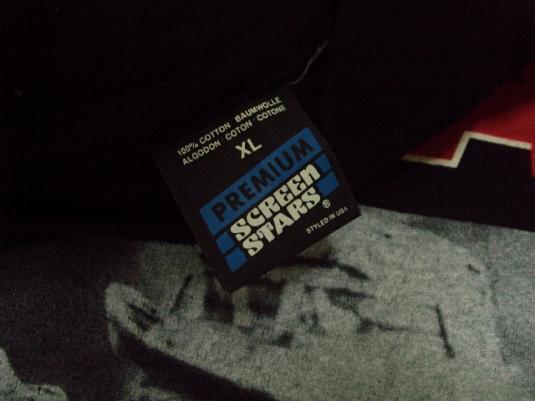 100% COTTON BAUMWOLLE
ALGODON COTON COTONE
XL
PREMIUM
SCREEN
STARS ®
STYLED IN USA